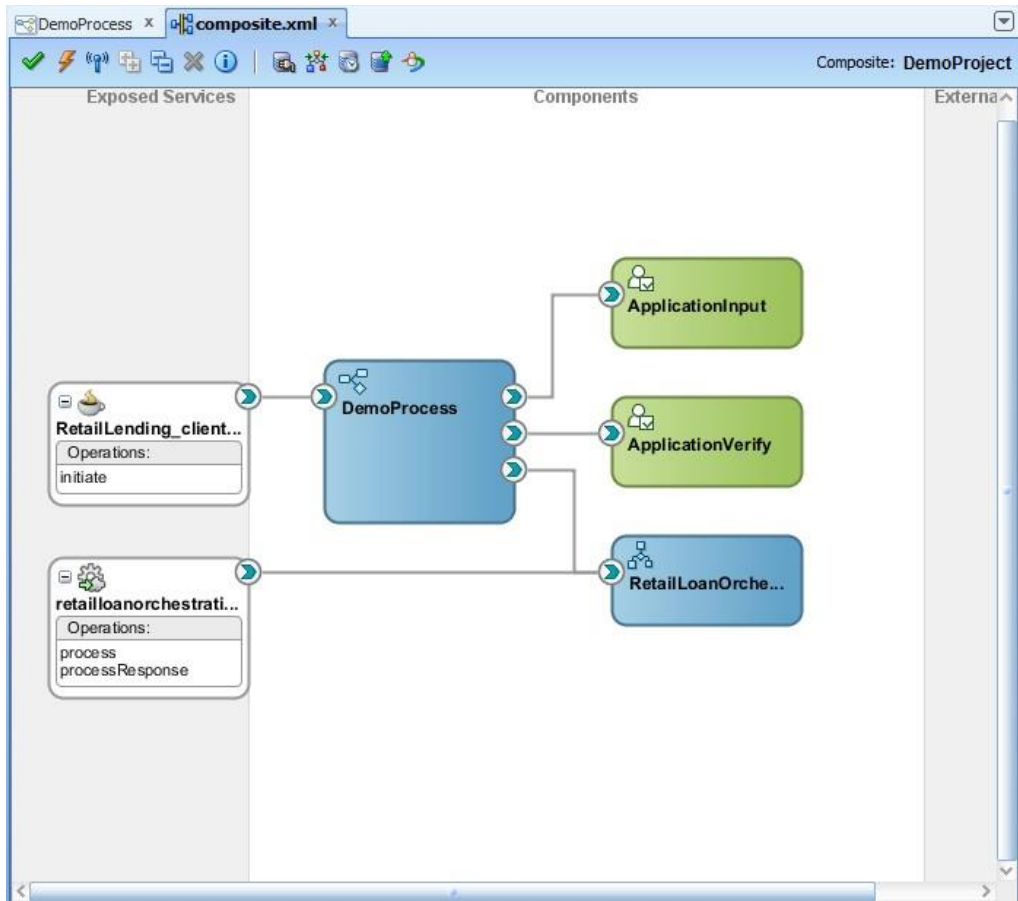 DemoProcess
composite.xml
Composite: DemoProject
Exposed Services
Components
Externa
ApplicationInput
DemoProcess
RetailLending_client...
Operations:
initiate
ApplicationVerify
retailloanorchestrati...
Operations:
process
processResponse
RetailLoanOrche...